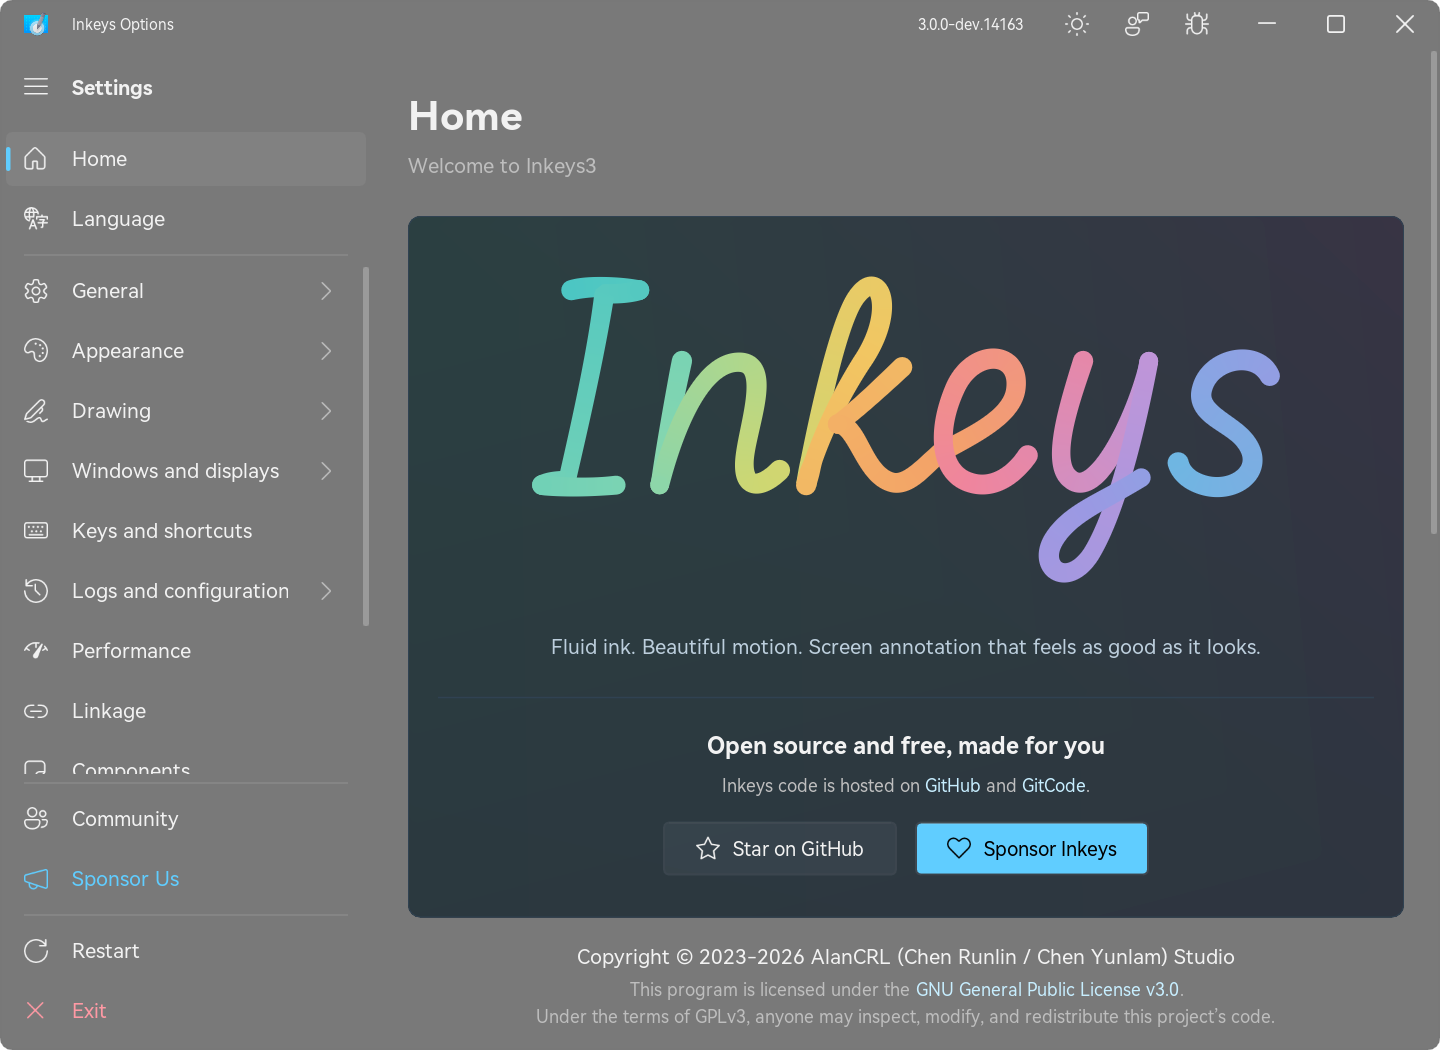 Inkeys Options
3.0.0-dev.14163
Settings
Home
Language
General
Appearance
Drawing
Windows and displays
Keys and shortcuts
Logs and configuration
Performance
Linkage
Components
Community
Sponsor Us
Restart
Exit
Home
Welcome to Inkeys3
Inkeys
Fluid ink. Beautiful motion. Screen annotation that feels as good as it looks.
Open source and free, made for you
Inkeys code is hosted on GitHub and GitCode.
Star on GitHub
Sponsor Inkeys
Copyright © 2023-2026 AlanCRL (Chen Runlin / Chen Yunlam) Studio
This program is licensed under the GNU General Public License v3.0.
Under the terms of GPLv3, anyone may inspect, modify, and redistribute this project's code.